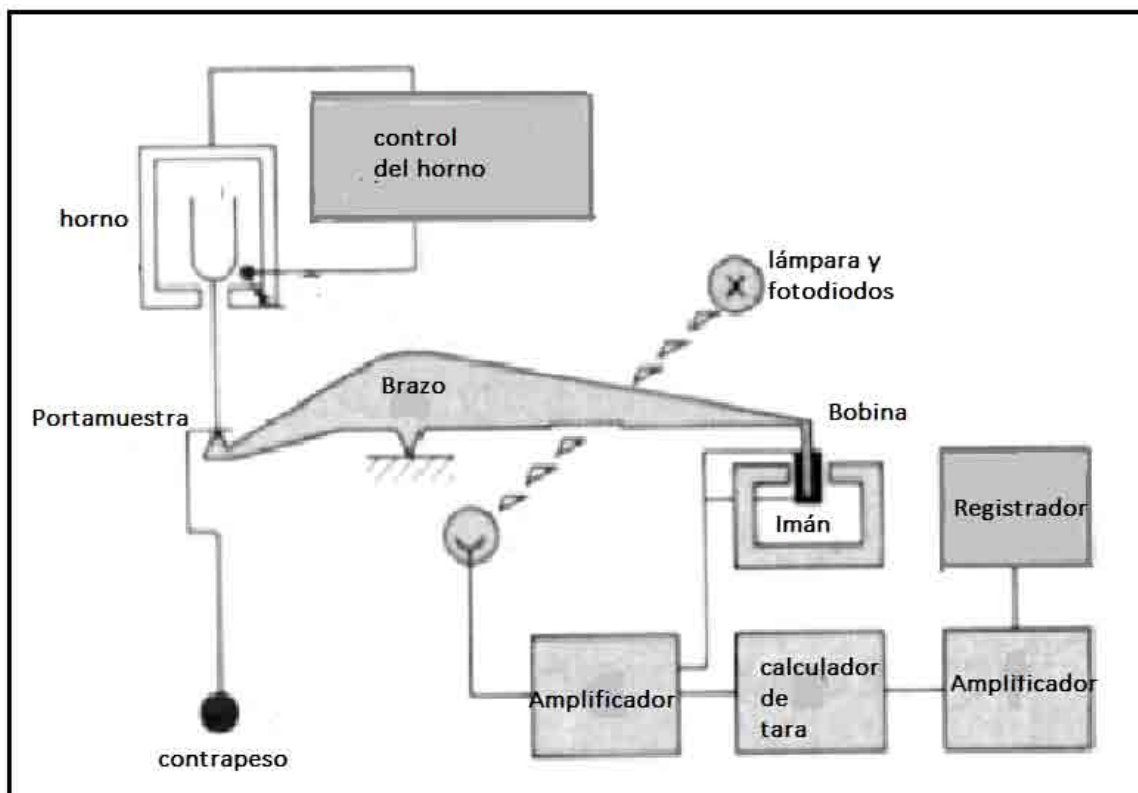 control
del horno
horno
lámpara y
fotodiodos
Brazo
Portamuestra
Bobina
Imán
Registrador
Amplificador
calculador
de
tara
Amplificador
contrapeso